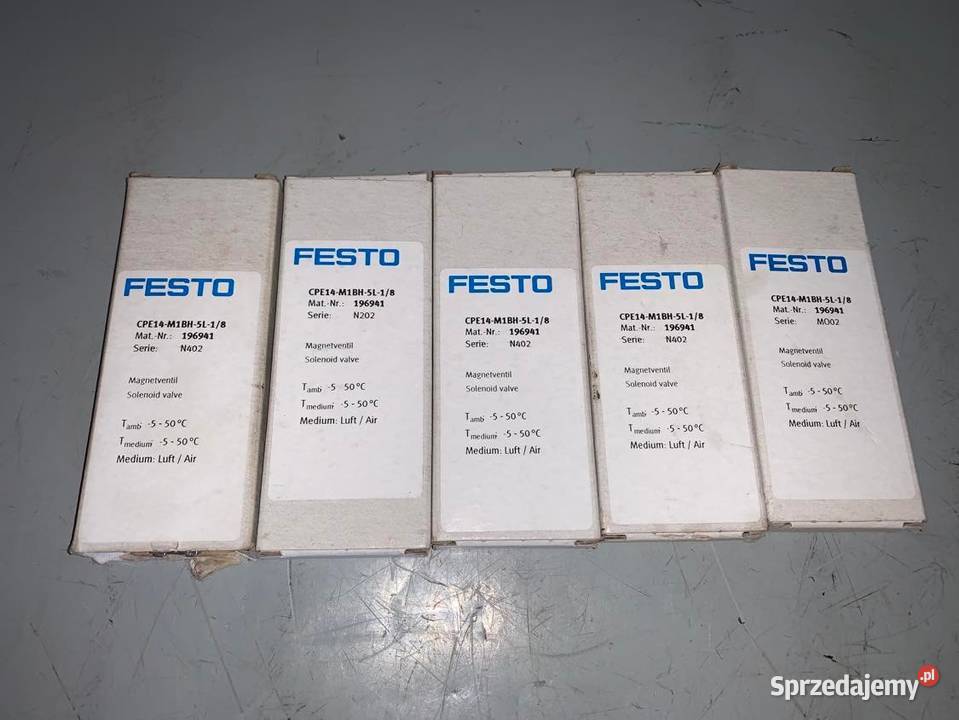 FESTO
CPE14-M1BH-5L-1/8
Mat.-Nr.: 196941
Serie: N402
Magnetventil
Solenoid valve
Tamb: -5 - 50°C
Tmedium: -5 - 50°C
Medium: Luft / Air
FESTO
CPE14-M1BH-5L-1/8
Mat.-Nr.: 196941
Serie: N202
Magnetventil
Solenoid valve
Tamb: -5 - 50°C
Tmedium: -5 - 50°C
Medium: Luft / Air
FESTO
CPE14-M1BH-5L-1/8
Mat.-Nr.: 196941
Serie: N402
Magnetventil
Solenoid valve
Tamb: -5 - 50°C
Tmedium: -5 - 50°C
Medium: Luft / Air
FESTO
CPE14-M1BH-5L-1/8
Mat.-Nr.: 196941
Serie: N402
Magnetventil
Solenoid valve
Tamb: -5 - 50°C
Tmedium: -5 - 50°C
Medium: Luft / Air
FESTO
CPE14-M1BH-5L-1/8
Mat.-Nr.: 196941
Serie: MO02
Magnetventil
Solenoid valve
Tamb: -5 - 50°C
Tmedium: -5 - 50°C
Medium: Luft / Air
Sprzedajemy.pl